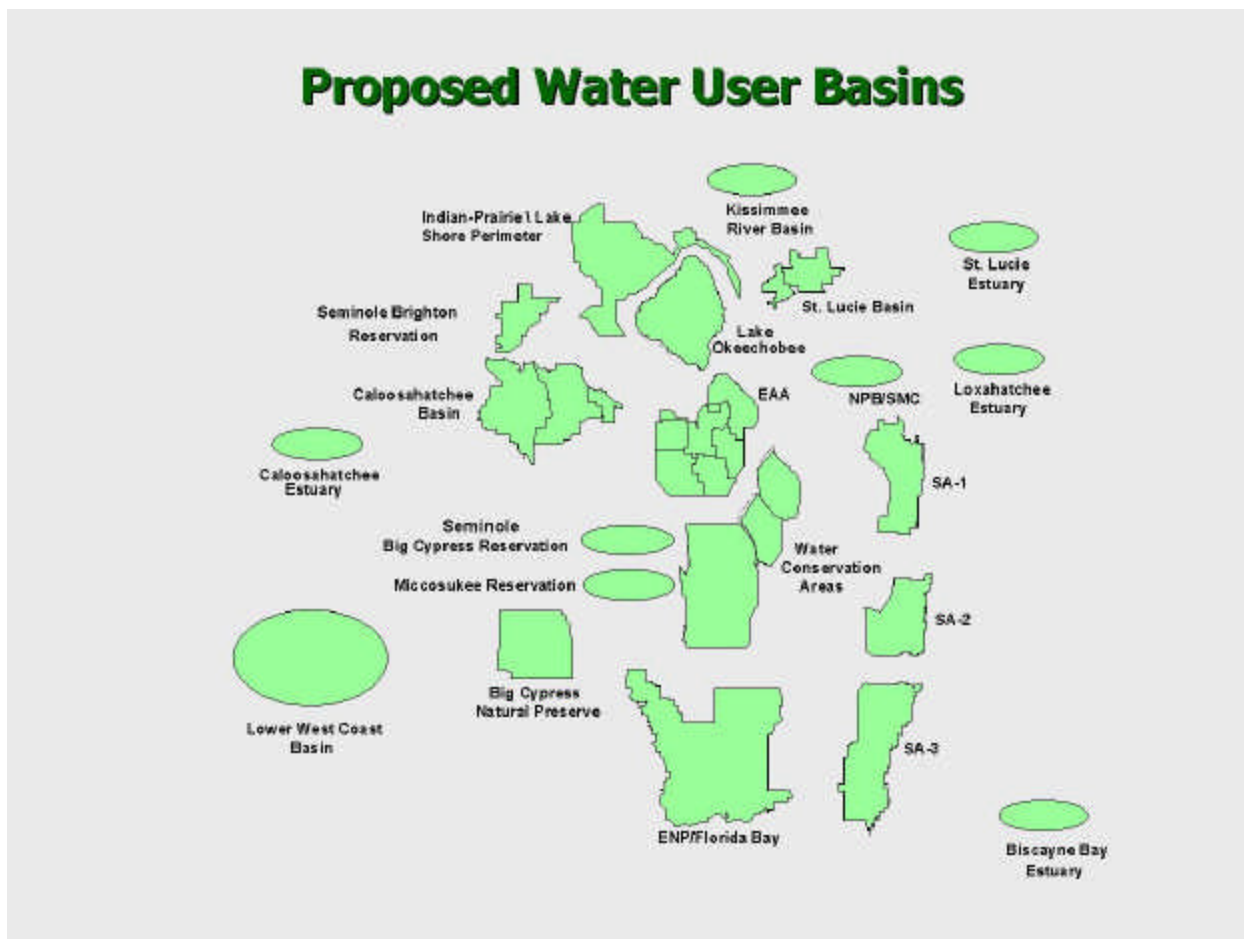 Proposed Water User Basins
Kissimmee
River Basin
Indian-Prairie\ Lake
Shore Perimeter
St. Lucie
Estuary
Seminole Brighton
Reservation
St. Lucie Basin
Lake
Okeechobee
Caloosahatchee
Basin
EAA
NPB/SMC
Loxahatchee
Estuary
Caloosahatchee
Estuary
SA-1
Seminole
Big Cypress Reservation
Water
Conservation
Areas
Miccosukee Reservation
SA-2
Big Cypress
Natural Preserve
Lower West Coast
Basin
SA-3
ENP/Florida Bay
Biscayne Bay
Estuary